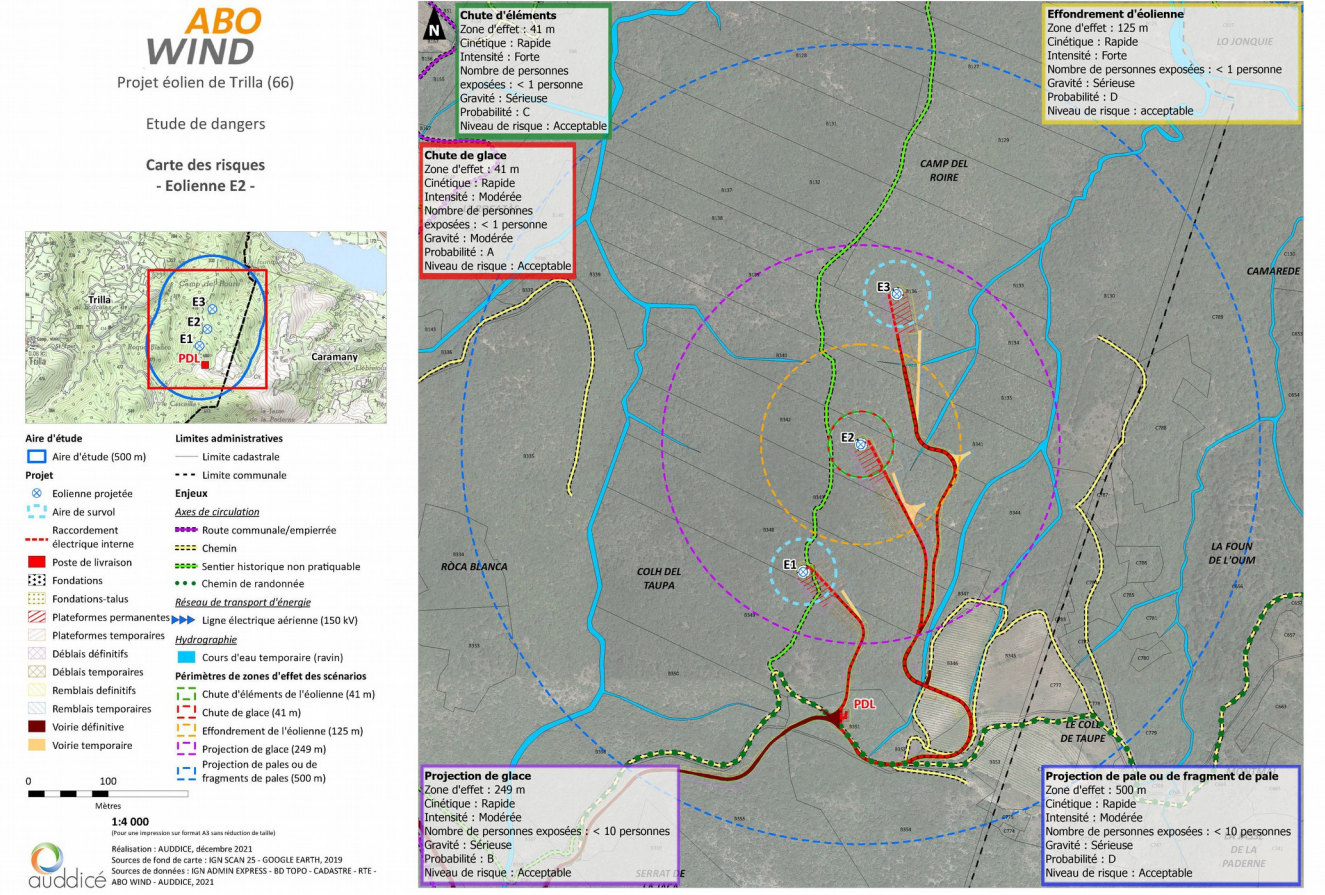 ABO
WIND
Projet éolien de Trilla (66)
Etude de dangers
Carte des risques
- Eolienne E2 -
Camp del Roure
Trilla
E3
E2
E1
PDL
Caramany
Trilla
Aire d'étude
Aire d'étude (500 m)
Projet
Eolienne projetée
Aire de survol
Raccordement
électrique interne
Poste de livraison
Fondations
Fondations-talus
Plateformes permanentes
Plateformes temporaires
Déblais définitifs
Déblais temporaires
Remblais definitifs
Remblais temporaires
Voirie définitive
Voirie temporaire
Limites administratives
Limite cadastrale
Limite communale
Enjeux
Axes de circulation
Route communale/empierrée
Chemin
Sentier historique non pratiquable
Chemin de randonnée
Réseau de transport d'énergie
Ligne électrique aérienne (150 kV)
Hydrographie
Cours d'eau temporaire (ravin)
Périmètres de zones d'effet des scénarios
Chute d'éléments de l'éolienne (41 m)
Chute de glace (41 m)
Effondrement de l'éolienne (125 m)
Projection de glace (249 m)
Projection de pales ou de
fragments de pales (500 m)
0 100
Mètres
1:4 000
(Pour une impression sur format A3 sans réduction de taille)
auddicé
Réalisation : AUDDICE, décembre 2021
Sources de fond de carte : IGN SCAN 25 - GOOGLE EARTH, 2019
Sources de données : IGN ADMIN EXPRESS - BD TOPO - CADASTRE - RTE -
ABO WIND - AUDDICE, 2021
N
Chute d'éléments
Zone d'effet : 41 m
Cinétique : Rapide
Intensité : Forte
Nombre de personnes
exposées : < 1 personne
Gravité : Sérieuse
Probabilité : C
Niveau de risque : Acceptable
Effondrement d'éolienne
Zone d'effet : 125 m
Cinétique : Rapide
Intensité : Forte
Nombre de personnes exposées : < 1 personne
Gravité : Sérieuse
Probabilité : D
Niveau de risque : acceptable
LO JONQUIE
Chute de glace
Zone d'effet : 41 m
Cinétique : Rapide
Intensité : Modérée
Nombre de personnes
exposées : < 1 personne
Gravité : Modérée
Probabilité : A
Niveau de risque : Acceptable
CAMP DEL
ROIRE
CAMAREDE
E3
E2
E1
RÒCA BLANCA
COLH DEL
TAUPA
LA FOUN
DE L'OUM
PDL
LE COLL
DE TAUPE
Projection de glace
Zone d'effet : 249 m
Cinétique : Rapide
Intensité : Modérée
Nombre de personnes exposées : < 10 personnes
Gravité : Sérieuse
Probabilité : B
Niveau de risque : Acceptable
SERRAT DE
Projection de pale ou de fragment de pale
Zone d'effet : 500 m
Cinétique : Rapide
Intensité : Modérée
Nombre de personnes exposées : < 10 personnes
Gravité : Sérieuse
Probabilité : D
Niveau de risque : Acceptable
DE LA
PADERNE